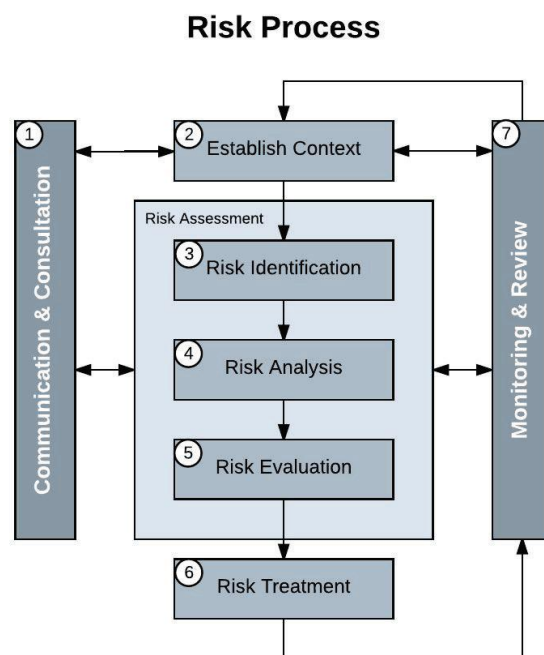 Risk Process
1
Communication & Consultation
2
Establish Context
Risk Assessment
3
Risk Identification
4
Risk Analysis
5
Risk Evaluation
6
Risk Treatment
7
Monitoring & Review